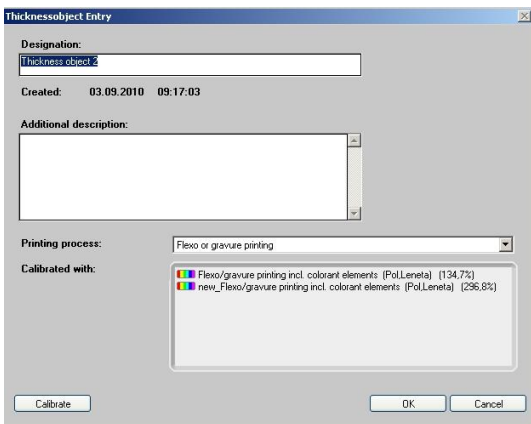 Thicknessobject Entry
Designation:
Thickness object 2
Created: 03.09.2010 09:17:03
Additional description:
Printing process: Flexo or gravure printing
Calibrated with:
Flexo/gravure printing incl. colorant elements (Pol,Leneta) (134,7%)
new_Flexo/gravure printing incl. colorant elements (Pol,Leneta) (296,8%)
Calibrate OK Cancel